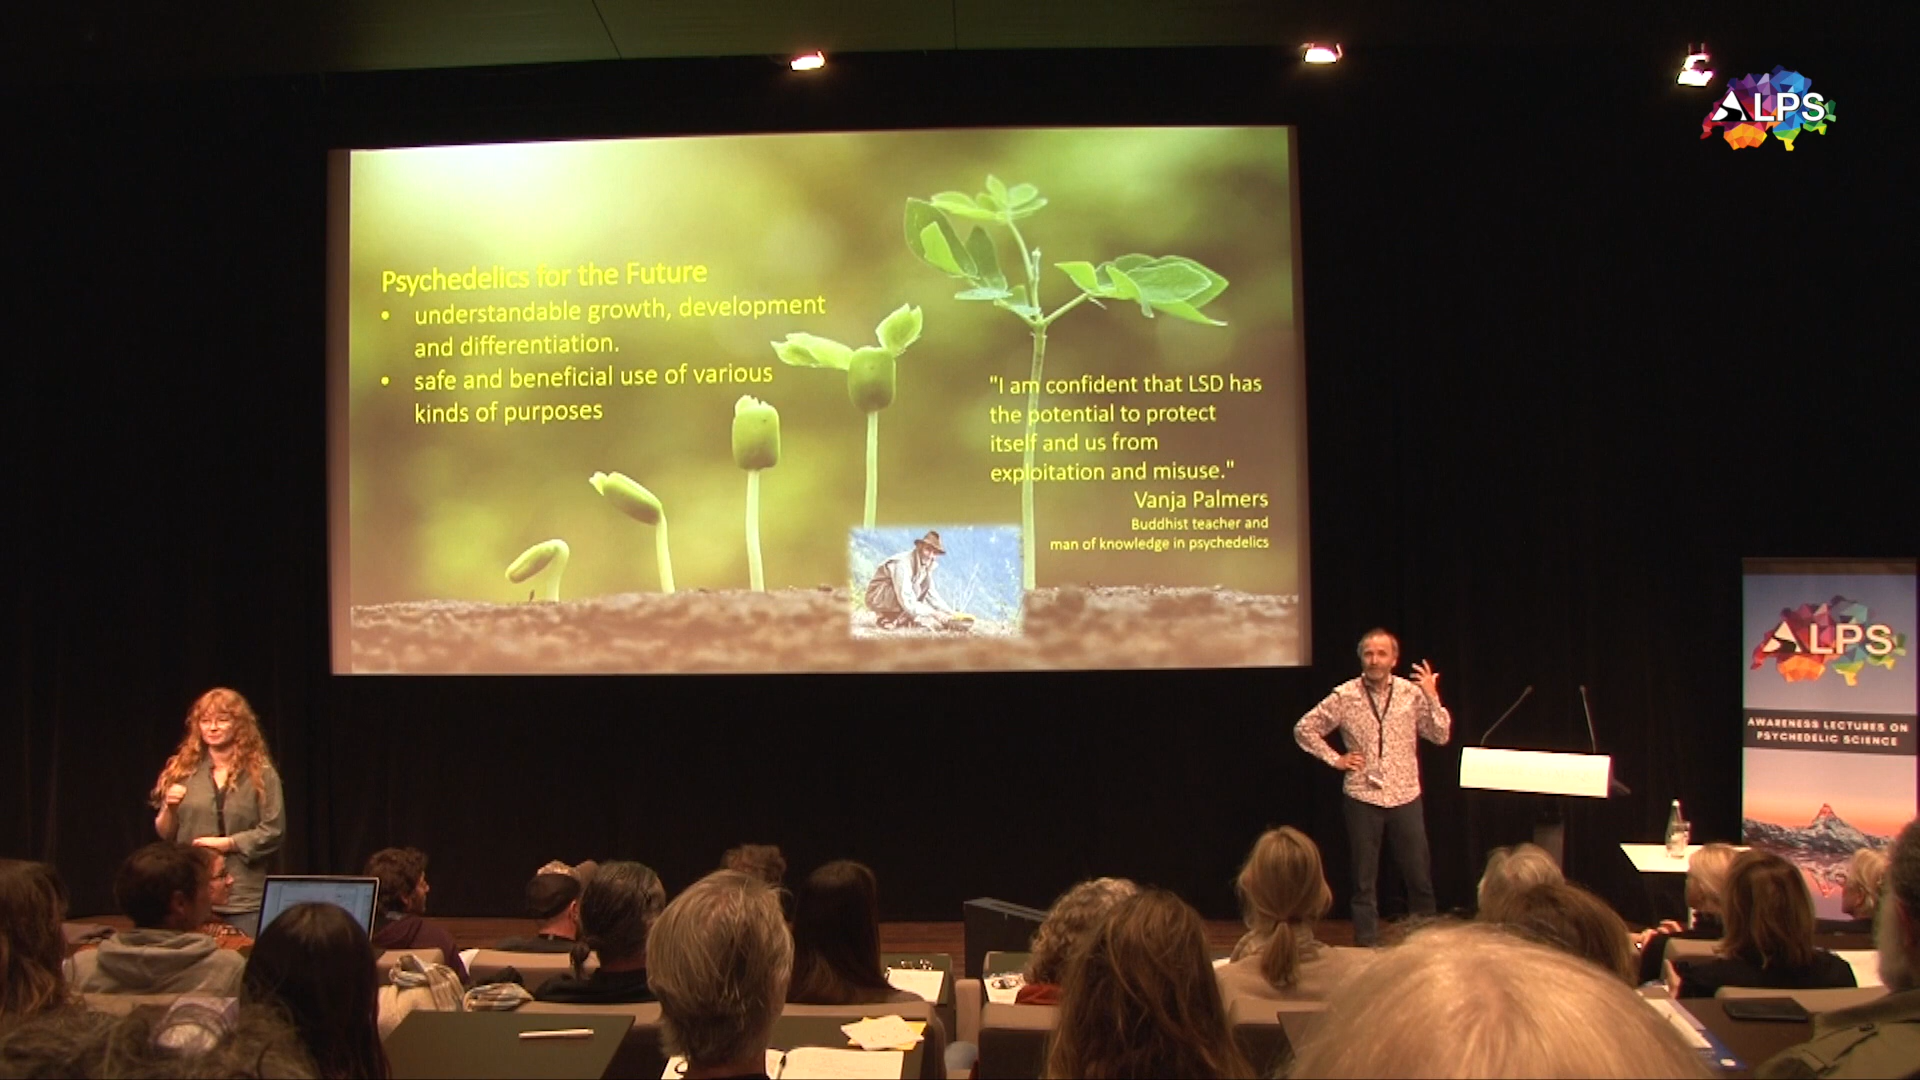 ALPS
Psychedelics for the Future
• understandable growth, development
and differentiation.
• safe and beneficial use of various
kinds of purposes
"I am confident that LSD has
the potential to protect
itself and us from
exploitation and misuse."
Vanja Palmers
Buddhist teacher and
man of knowledge in psychedelics
ALPS
AWARENESS LECTURES ON
PSYCHEDELIC SCIENCE